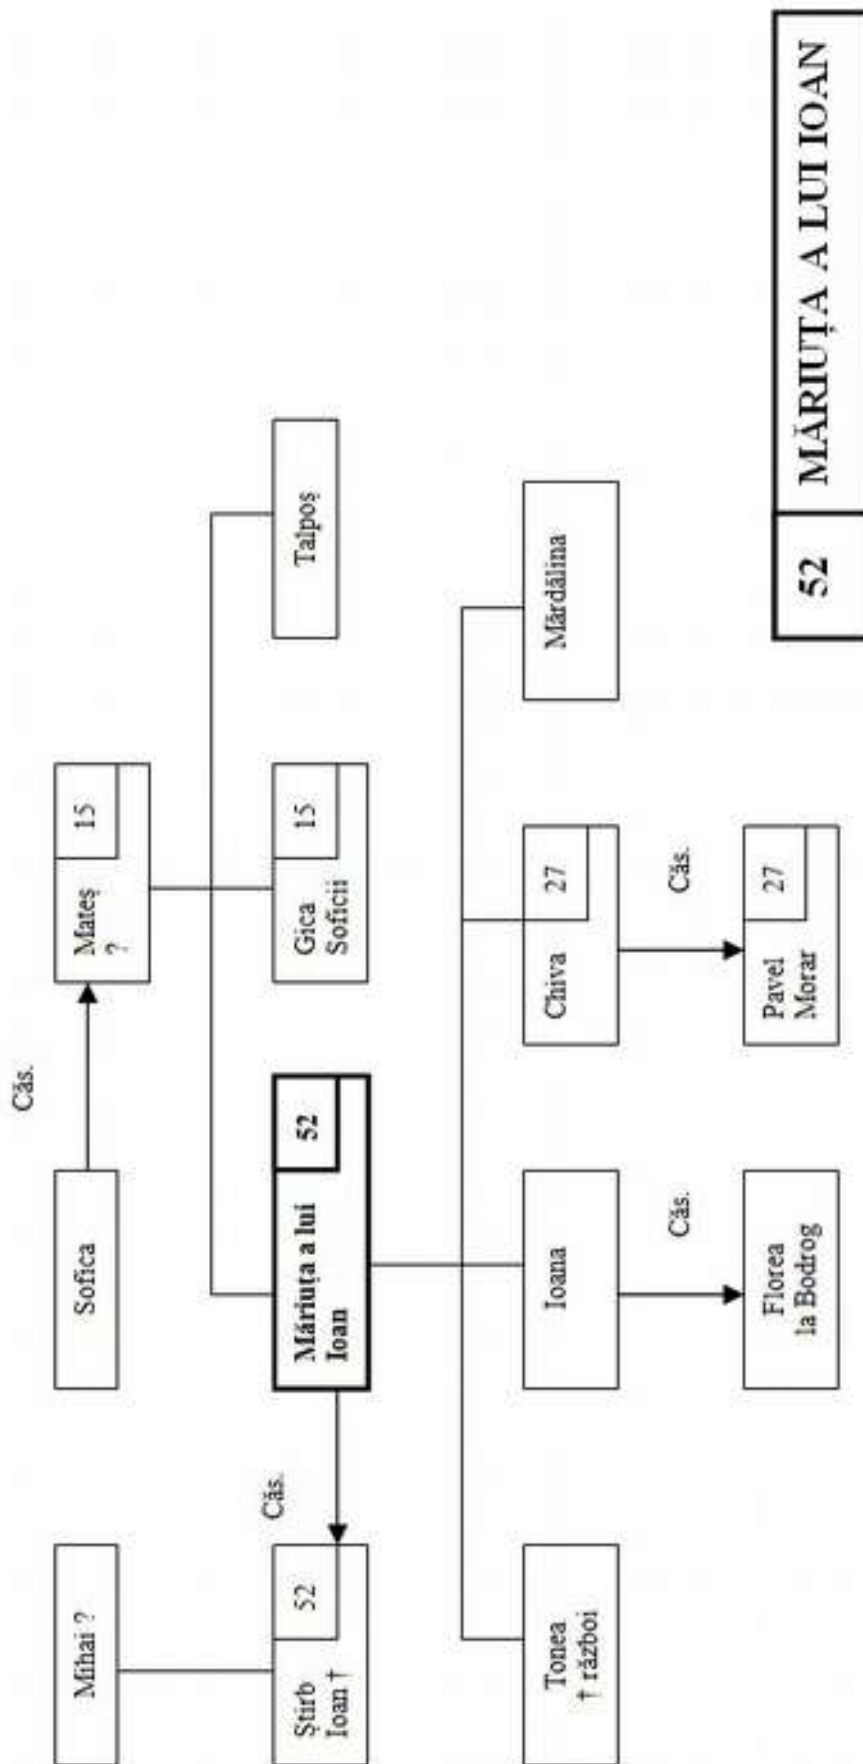 Căs.
Mihai ?
Sofica
Mateș
?
15
Știrb
Ioan †
52
Căs.
Măriuța a lui
Ioan
52
Gica
Soficii
15
Talpoș
Tonea
† război
Ioana
Chiva
27
Mărdălina
Căs.
Căs.
Florea
la Bodrog
Pavel
Morar
27
52
MĂRIUȚA A LUI IOAN